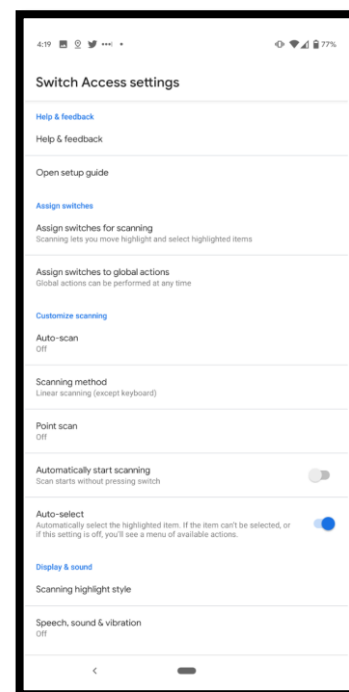 4:19 77%
Switch Access settings
Help & feedback
Help & feedback
Open setup guide
Assign switches
Assign switches for scanning
Scanning lets you move highlight and select highlighted items
Assign switches to global actions
Global actions can be performed at any time
Customize scanning
Auto-scan
Off
Scanning method
Linear scanning (except keyboard)
Point scan
Off
Automatically start scanning
Scan starts without pressing switch
Auto-select
Automatically select the highlighted item. If the item can't be selected, or
if this setting is off, you'll see a menu of available actions.
Display & sound
Scanning highlight style
Speech, sound & vibration
Off